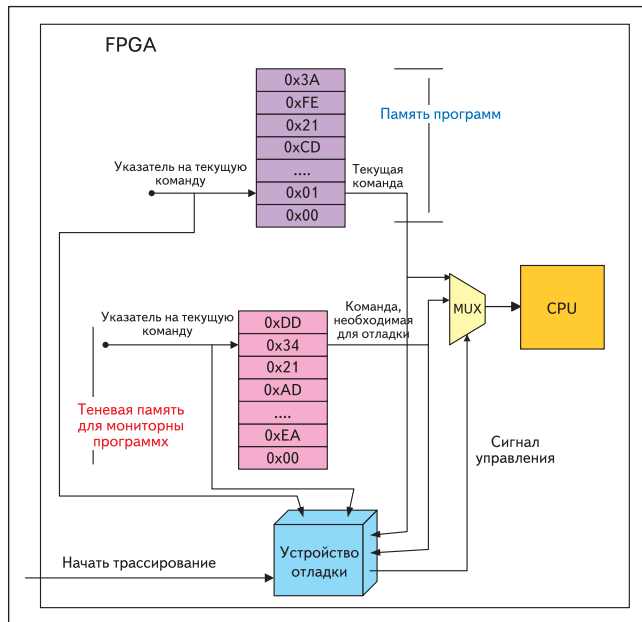 FPGA
0x3A
0xFE
0x21
0xCD
....
0x01
0x00
Память программ
Указатель на текущую
команду
Текущая
команда
Указатель на текущую
команду
0xDD
0x34
0x21
0xAD
....
0xEA
0x00
Команда,
необходимая
для отладки
MUX
CPU
Теневая память
для мониторны
программх
Сигнал
управления
Начать трассирование
Устройство
отладки